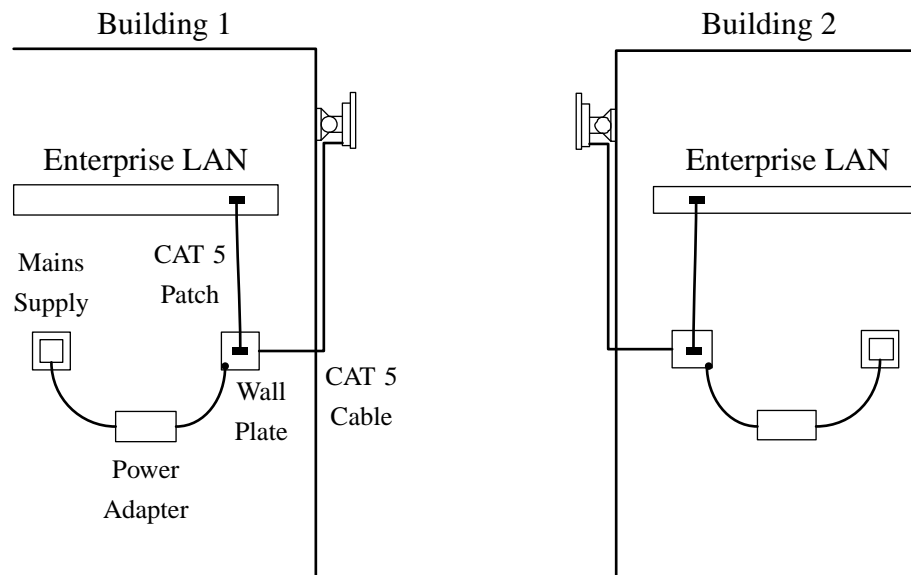 Building 1
Building 2
Enterprise LAN
Enterprise LAN
CAT 5
Patch
Mains
Supply
Wall
Plate
CAT 5
Cable
Power
Adapter